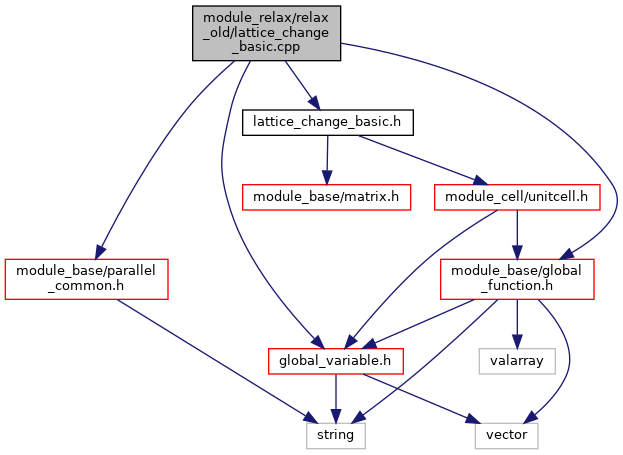 module_relax/relax
_old/lattice_change
_basic.cpp
lattice_change_basic.h
module_base/matrix.h
module_cell/unitcell.h
module_base/parallel
_common.h
module_base/global
_function.h
global_variable.h
valarray
string
vector